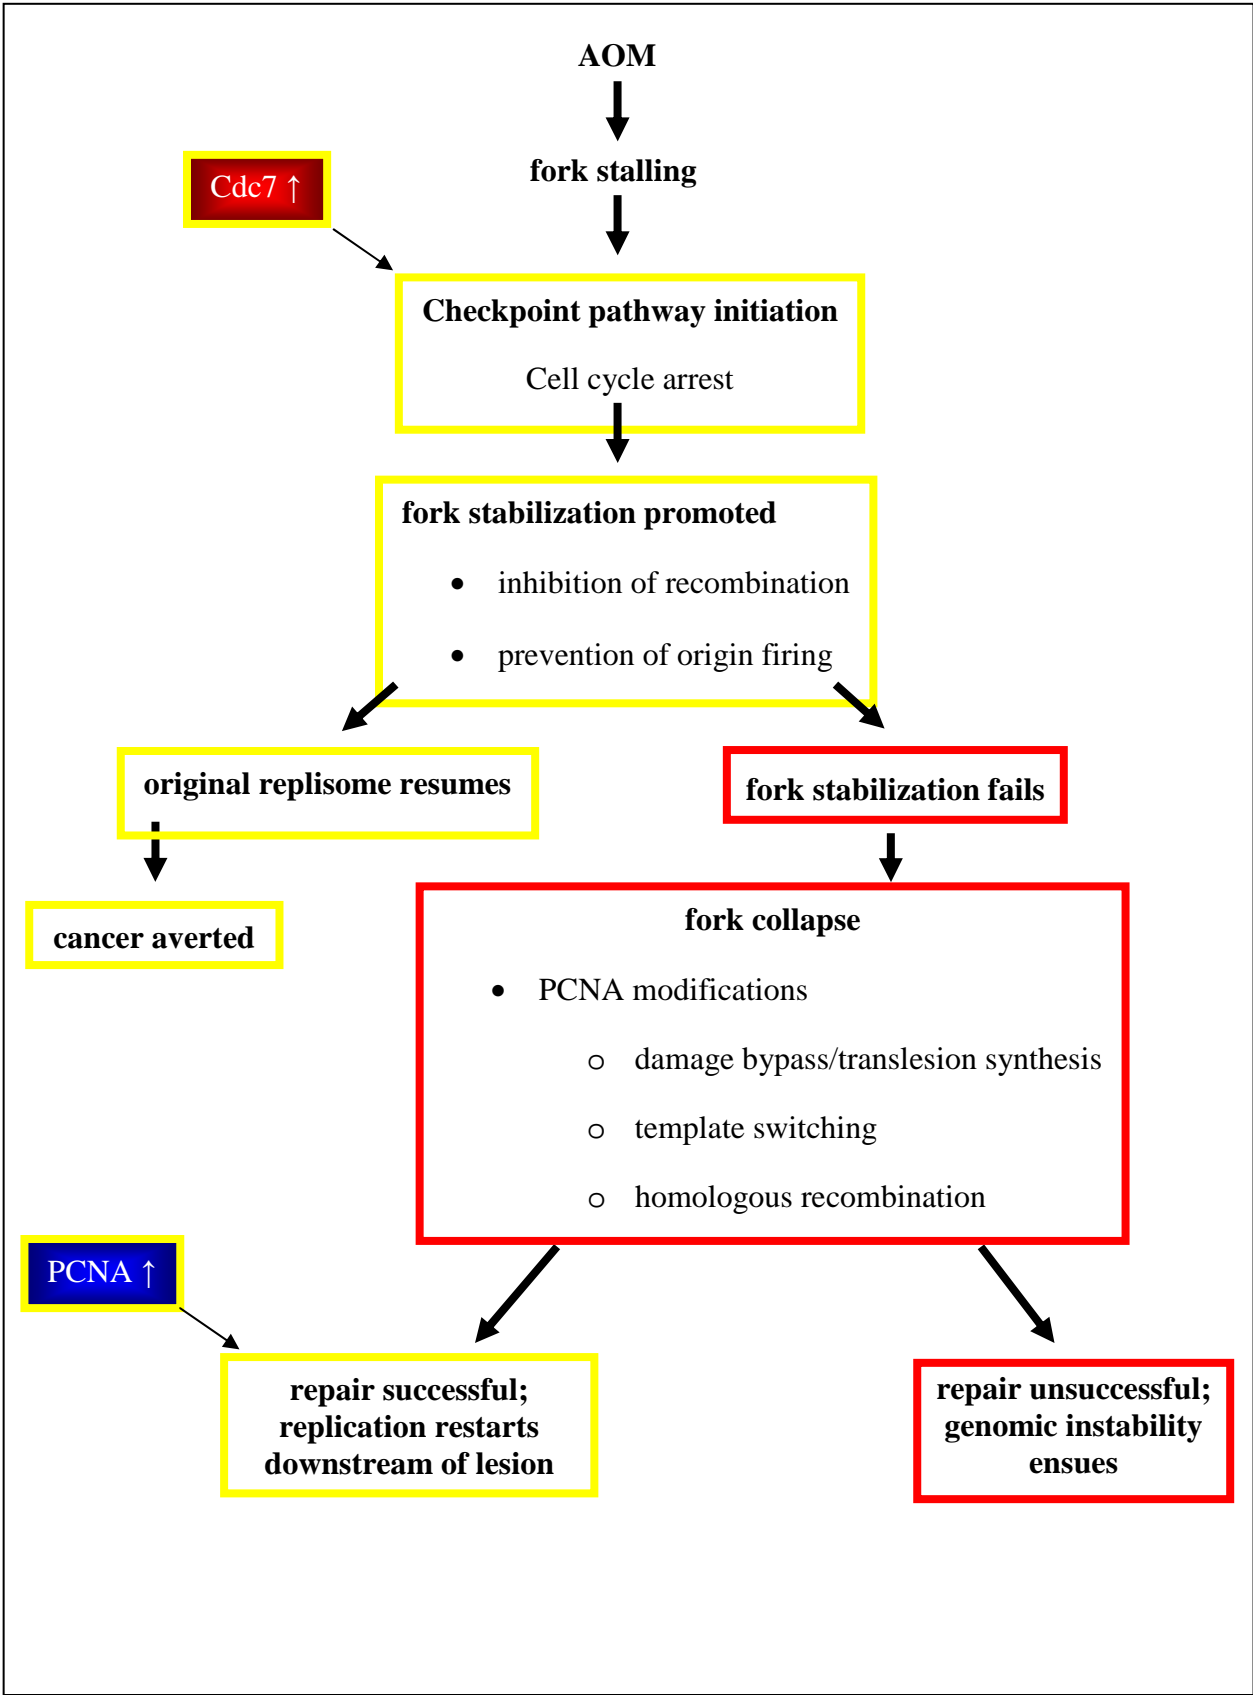 AOM
fork stalling
Cdc7 ↑
Checkpoint pathway initiation
Cell cycle arrest
fork stabilization promoted
• inhibition of recombination
• prevention of origin firing
original replisome resumes
fork stabilization fails
cancer averted
fork collapse
• PCNA modifications
o damage bypass/translesion synthesis
o template switching
o homologous recombination
PCNA ↑
repair successful;
replication restarts
downstream of lesion
repair unsuccessful;
genomic instability
ensues